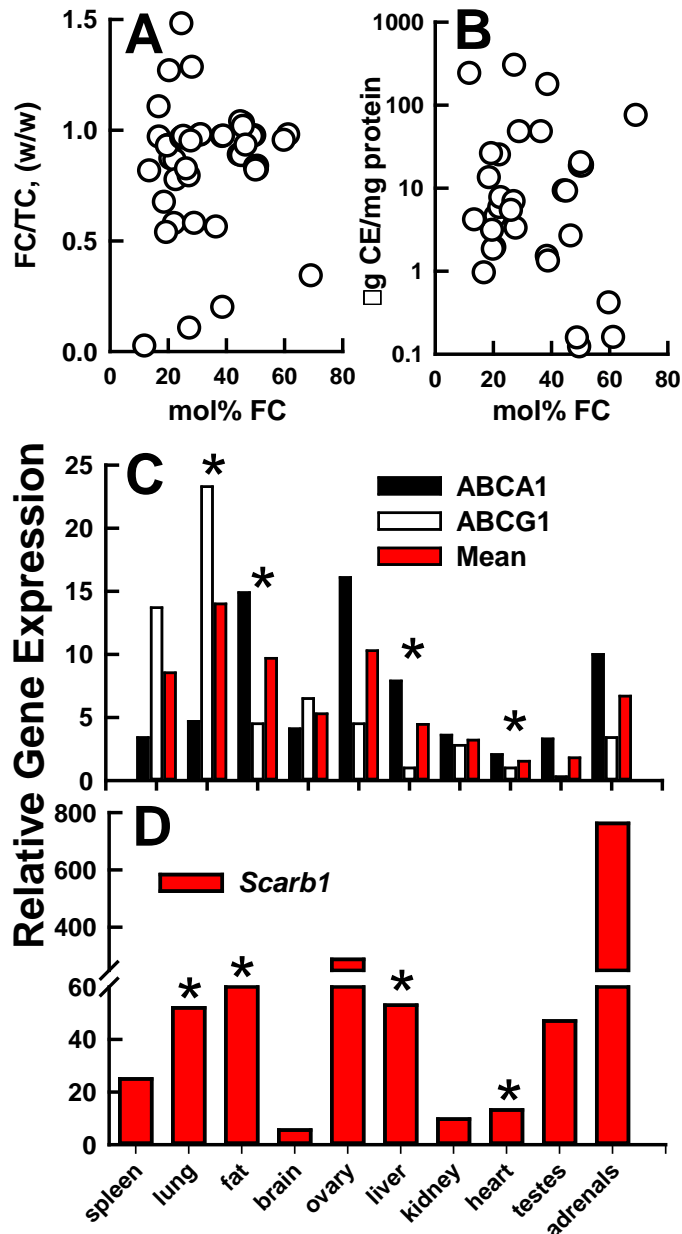 A
B
FC/TC, (w/w)
1.5
1.0
0.5
0.0
0 20 40 60 80
mol% FC
□g CE/mg protein
1000
100
10
1
0.1
0 20 40 60 80
mol% FC
Relative Gene Expression
C
25
20
15
10
5
0
ABCA1
ABCG1
Mean
*
*
*
*
D
800
600
400
60
40
20
0
Scarb1
*
*
*
*
spleen
lung
fat
brain
ovary
liver
kidney
heart
testes
adrenals